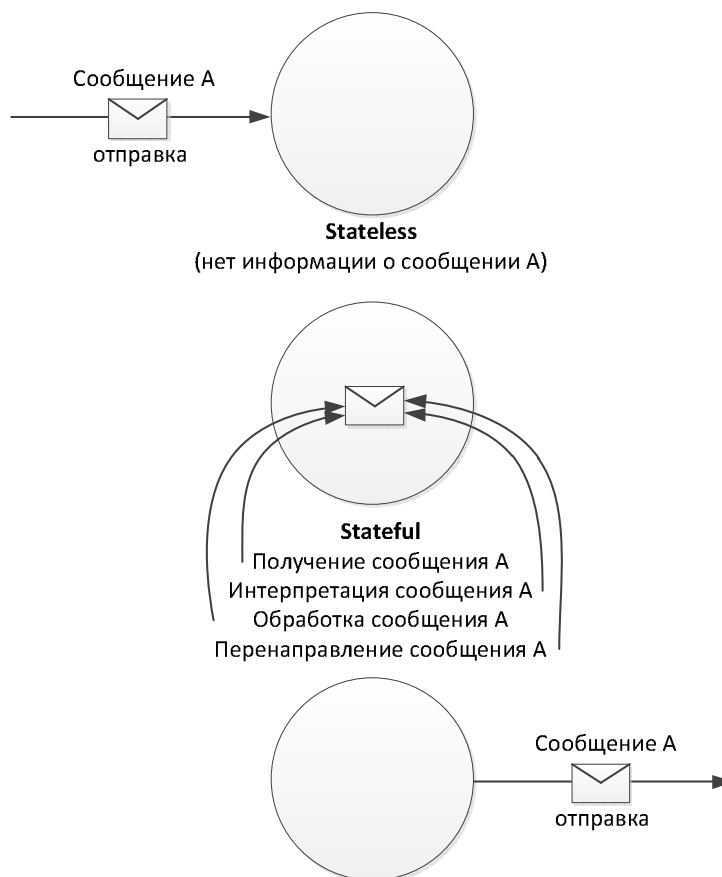 Сообщение А
отправка
Stateless
(нет информации о сообщении А)
Stateful
Получение сообщения А
Интерпретация сообщения А
Обработка сообщения А
Перенаправление сообщения А
Сообщение А
отправка